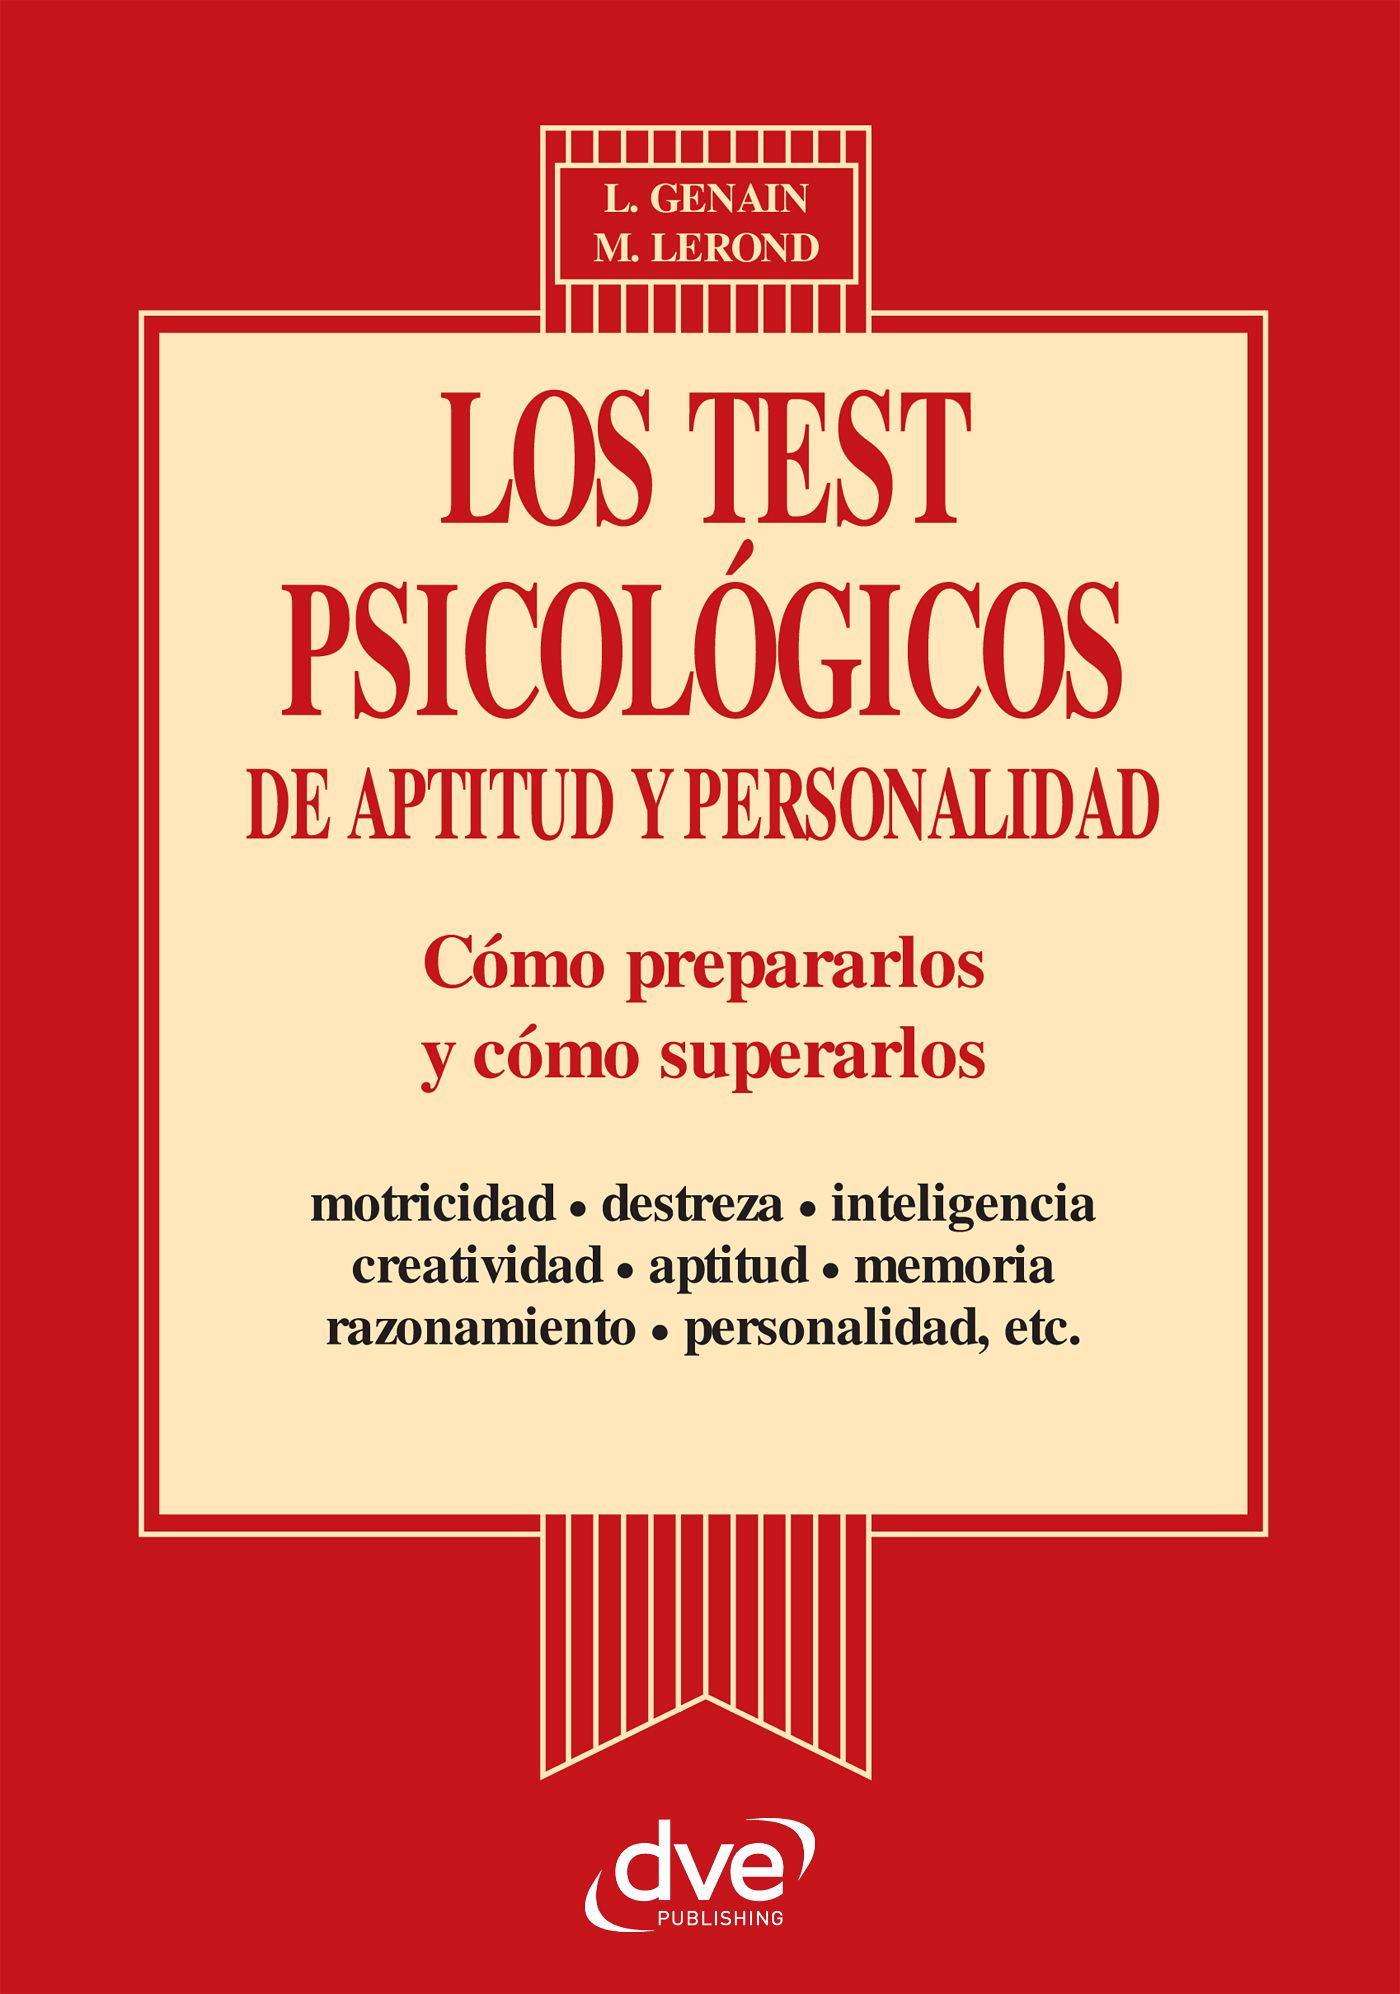 L. GENAIN
M. LEROND
LOS TEST
PSICOLÓGICOS
DE APTITUD Y PERSONALIDAD
Cómo prepararlos
y cómo superarlos
motricidad • destreza • inteligencia
creatividad • aptitud • memoria
razonamiento • personalidad, etc.
dve
PUBLISHING